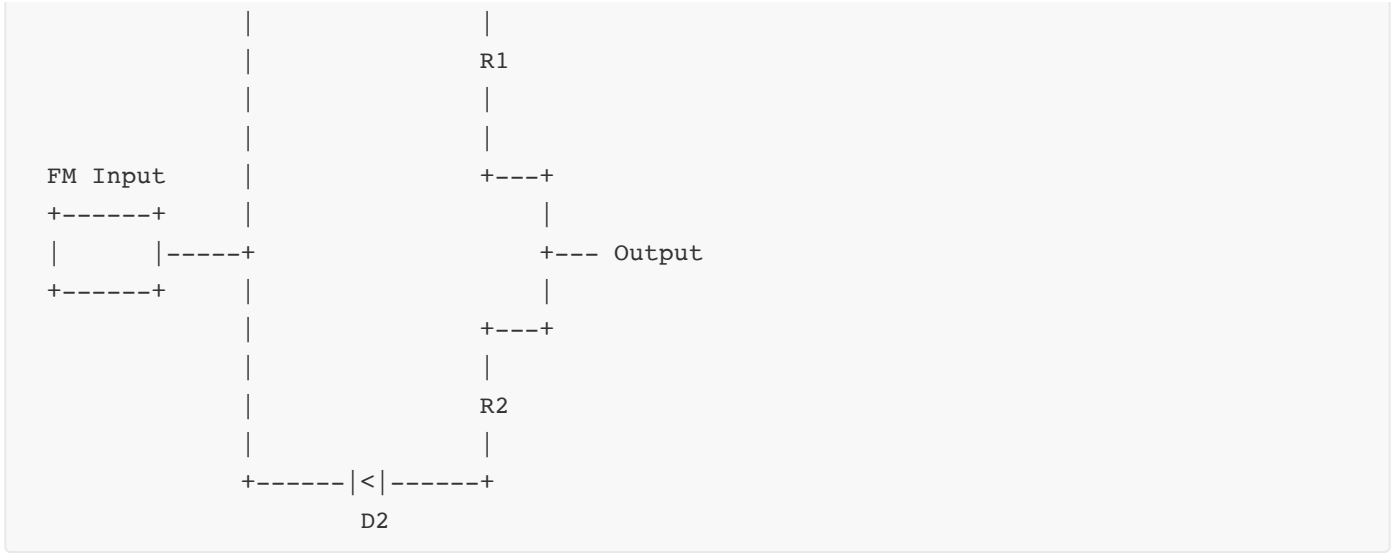 |               |
|               R1
|               |
|               |
FM Input     |               +---+
+------+     |                   |
|      |-----+                   +--- Output
+------+     |                   |
|               +---+
|               |
|               R2
|               |
+------|<|------+
D2